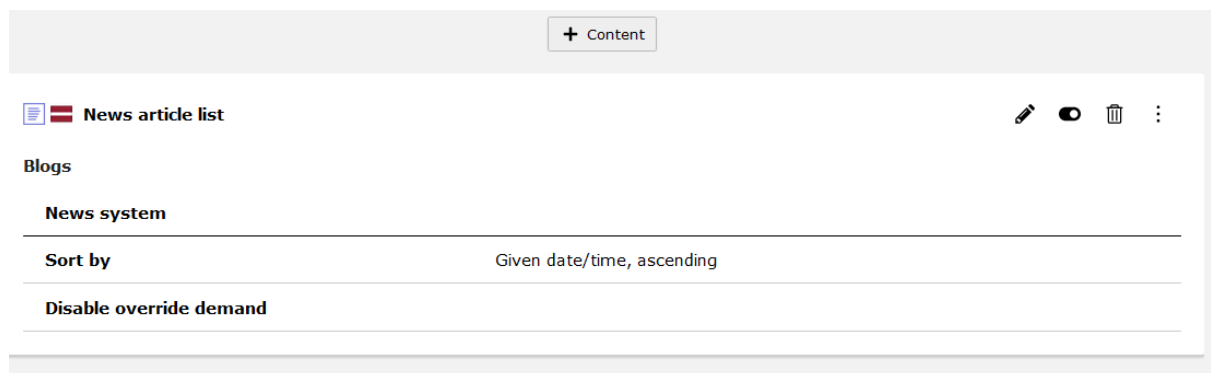 + Content
News article list
Blogs
News system
Sort by Given date/time, ascending
Disable override demand